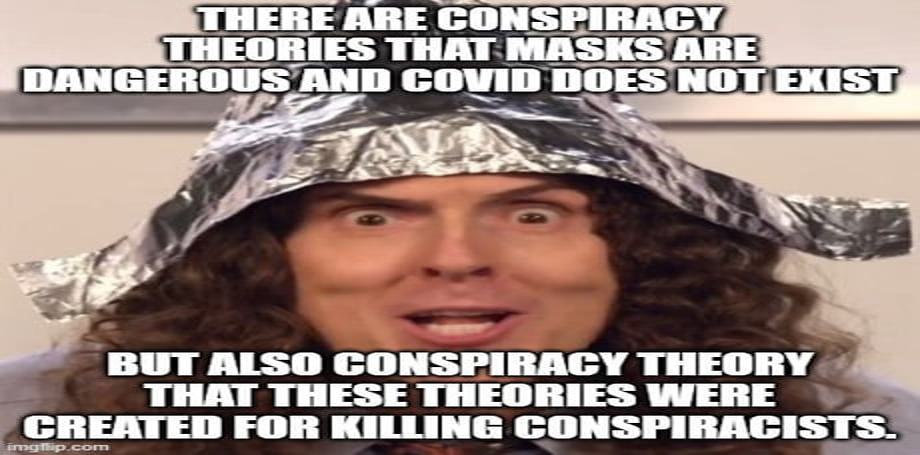 THERE ARE CONSPIRACY
THEORIES THAT MASKS ARE
DANGEROUS AND COVID DOES NOT EXIST
BUT ALSO CONSPIRACY THEORY
THAT THESE THEORIES WERE
CREATED FOR KILLING CONSPIRACISTS.
imgflip.com